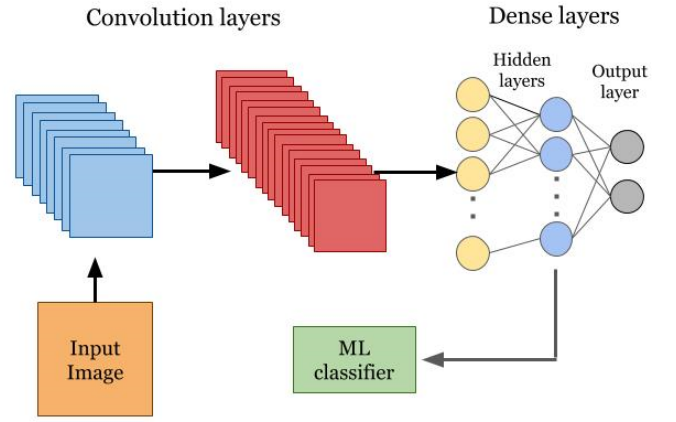 Convolution layers
Dense layers
Hidden
layers
Output
layer
Input
Image
ML
classifier